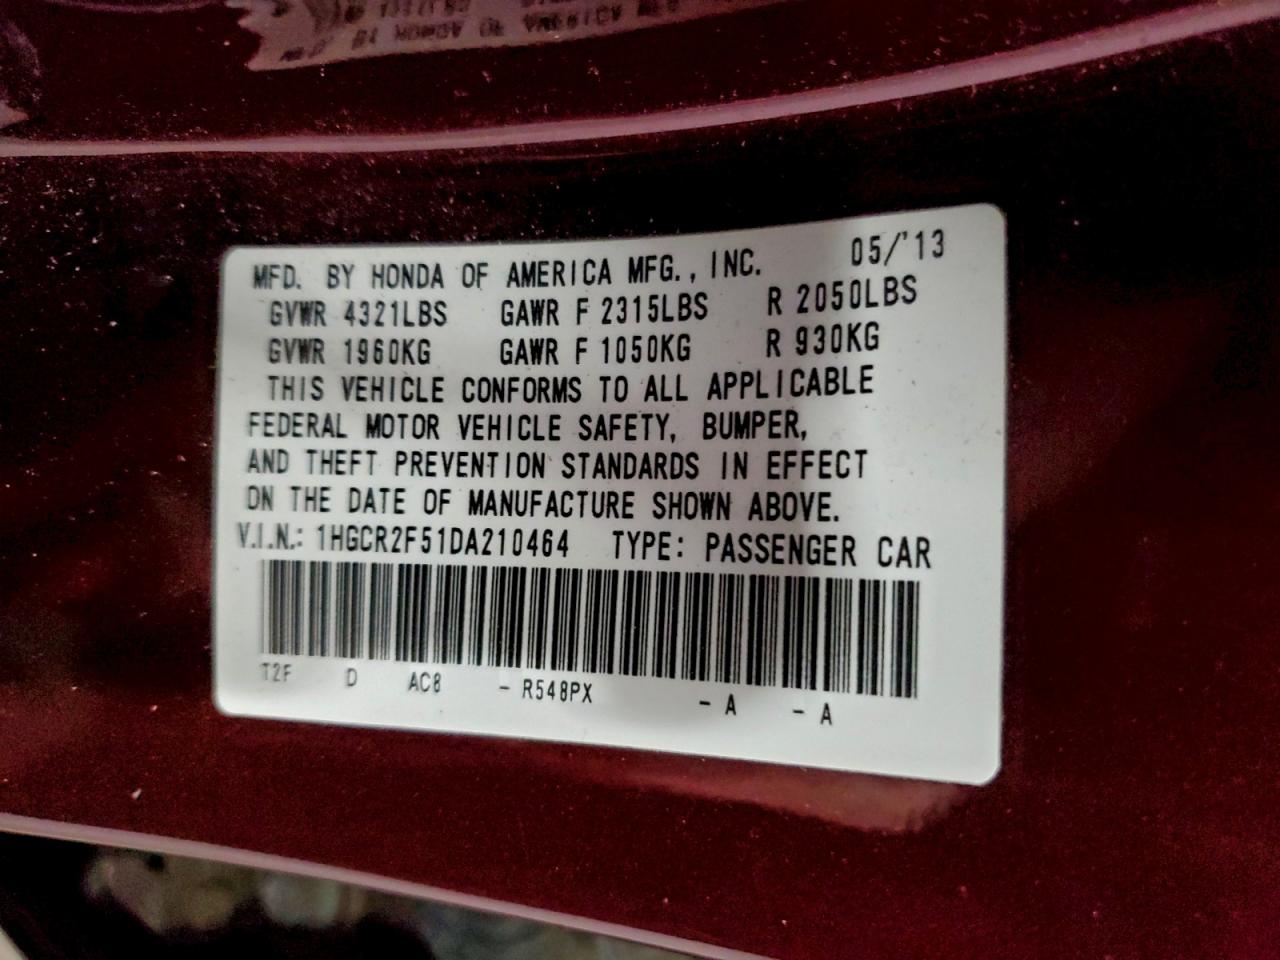 MFD. BY HONDA OF AMERICA MFG., INC. 05/'13
GVWR 4321LBS GAWR F 2315LBS R 2050LBS
GVWR 1960KG GAWR F 1050KG R 930KG
THIS VEHICLE CONFORMS TO ALL APPLICABLE
FEDERAL MOTOR VEHICLE SAFETY, BUMPER,
AND THEFT PREVENTION STANDARDS IN EFFECT
ON THE DATE OF MANUFACTURE SHOWN ABOVE.
V.I.N.: 1HGCR2F51DA210464 TYPE: PASSENGER CAR
T2F D AC8 - R548PX - A - A